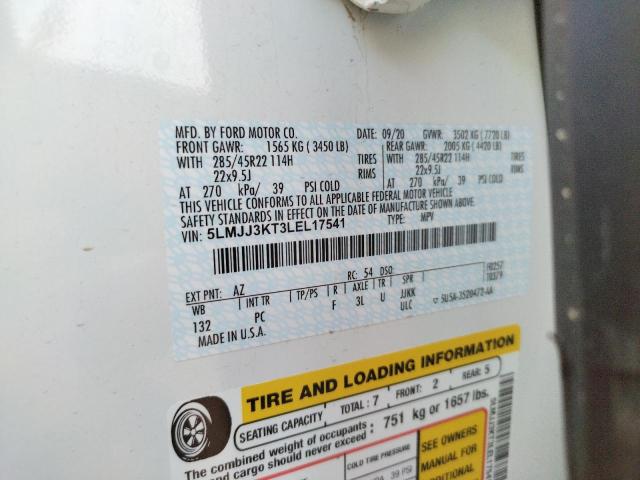 MFD. BY FORD MOTOR CO. DATE: 09/20 GVWR: 3502 KG ( 7720 LB)
FRONT GAWR: 1565 KG ( 3450 LB) REAR GAWR: 2005 KG ( 4420 LB)
WITH 285/45R22 114H TIRES WITH 285/45R22 114H TIRES
22x9.5J RIMS 22x9.5J RIMS
AT 270 kPa/ 39 PSI COLD AT 270 kPa/ 39 PSI COLD
THIS VEHICLE CONFORMS TO ALL APPLICABLE FEDERAL MOTOR VEHICLE
SAFETY STANDARDS IN EFFECT ON THE DATE OF MANUFACTURE SHOWN ABOVE.
VIN: 5LMJJ3KT3LEL17541 TYPE: MPV
EXT PNT: AZ RC: 54 DSO:
WB INT TR TP/PS R AXLE TR SPR
132 PC F 3L U JJKK
ULC
MADE IN U.S.A.
TIRE AND LOADING INFORMATION
SEATING CAPACITY TOTAL : 7 FRONT: 2 REAR: 5
The combined weight of occupants
and cargo should never exceed : 751 kg or 1657 lbs.
COLD TIRE PRESSURE
39 PSI
SEE OWNERS
MANUAL FOR